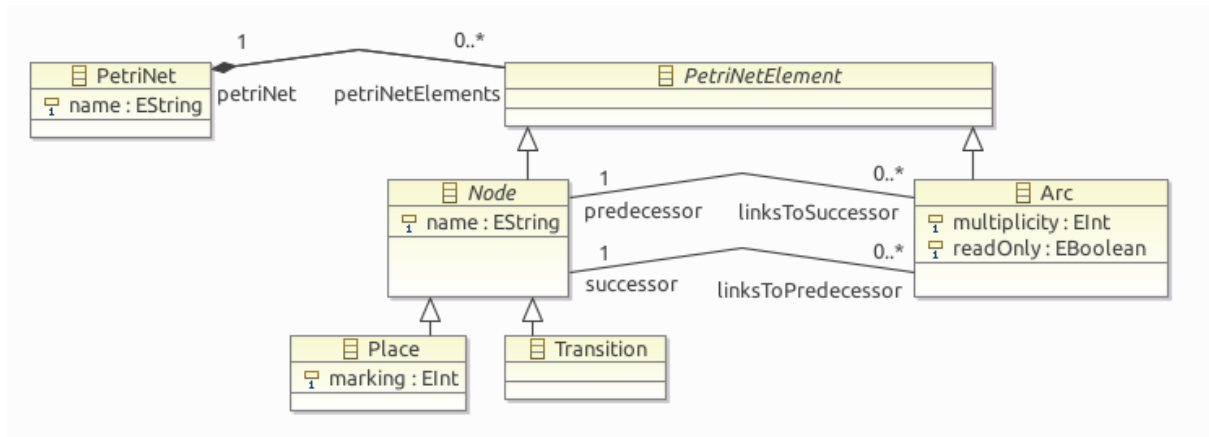 1
0..*
PetriNet
PetriNetElement
petriNet
petriNetElements
name : EString
1
0..*
Node
Arc
predecessor
linksToSuccessor
name : EString
multiplicity : EInt
readOnly : EBoolean
1
0..*
successor
linksToPredecessor
Place
Transition
marking : EInt